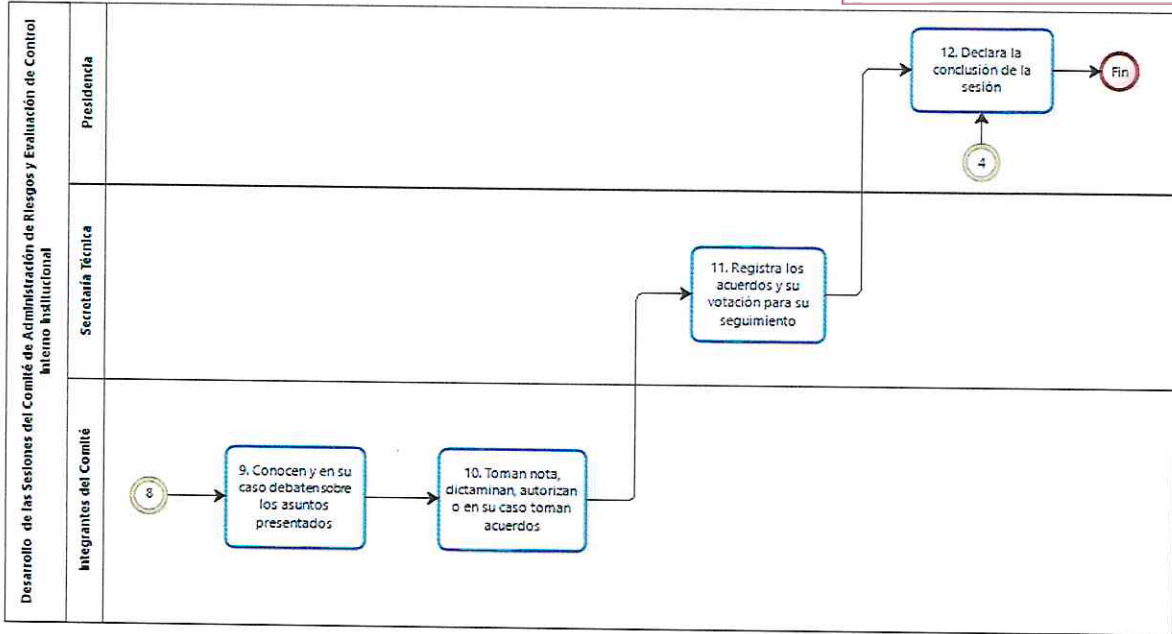 Desarrollo de las Sesiones del Comité de Administración de Riesgos y Evaluación de Control
Interno Institucional
Presidencia
12. Declara la
conclusión de la
sesión
Fin
4
Secretaría Técnica
11. Registra los
acuerdos y su
votación para su
seguimiento
Integrantes del Comité
8
9. Conocen y en su
caso debaten sobre
los asuntos
presentados
10. Toman nota,
dictaminan, autorizan
o en su caso toman
acuerdos